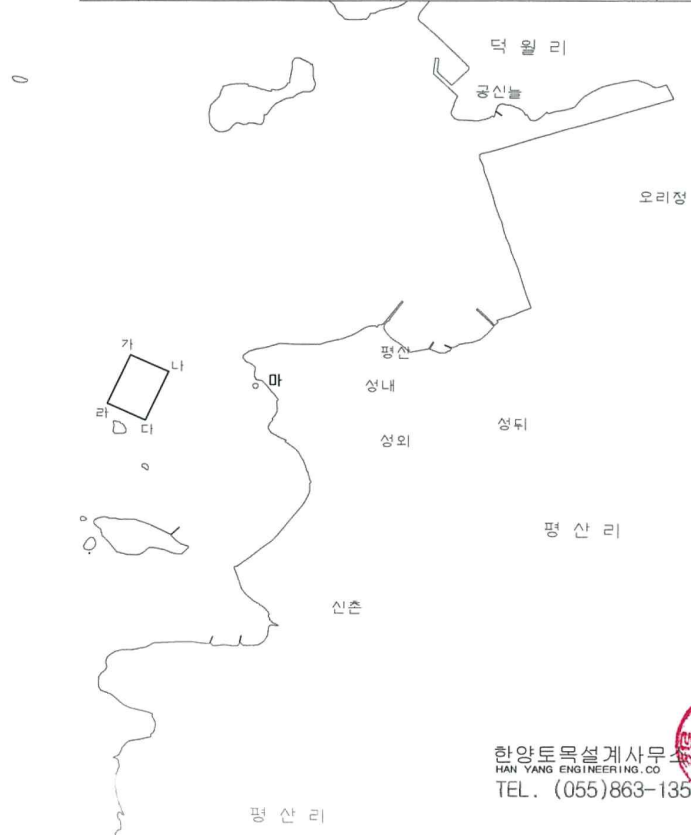 덕월리
공신늘
오리정
평산
가
나
마
성내
라
다
성외
성뒤
평산리
신촌
한양토목설계사무소
HAN YANG ENGINEERING.CO
TEL. (055)863-135
평산리